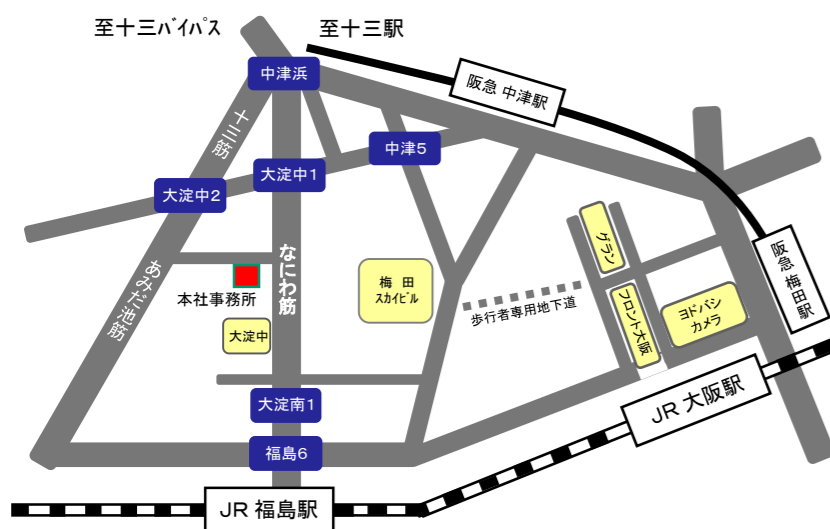 至十三バイパス
至十三駅
中津浜
阪急 中津駅
十三筋
中津5
大淀中1
大淀中2
なにわ筋
あみだ池筋
本社事務所
大淀中
梅 田
スカイビル
グラン
フロント大阪
歩行者専用地下道
ヨドバシ
カメラ
阪急 梅田駅
大淀南1
福島6
JR 大阪駅
JR 福島駅